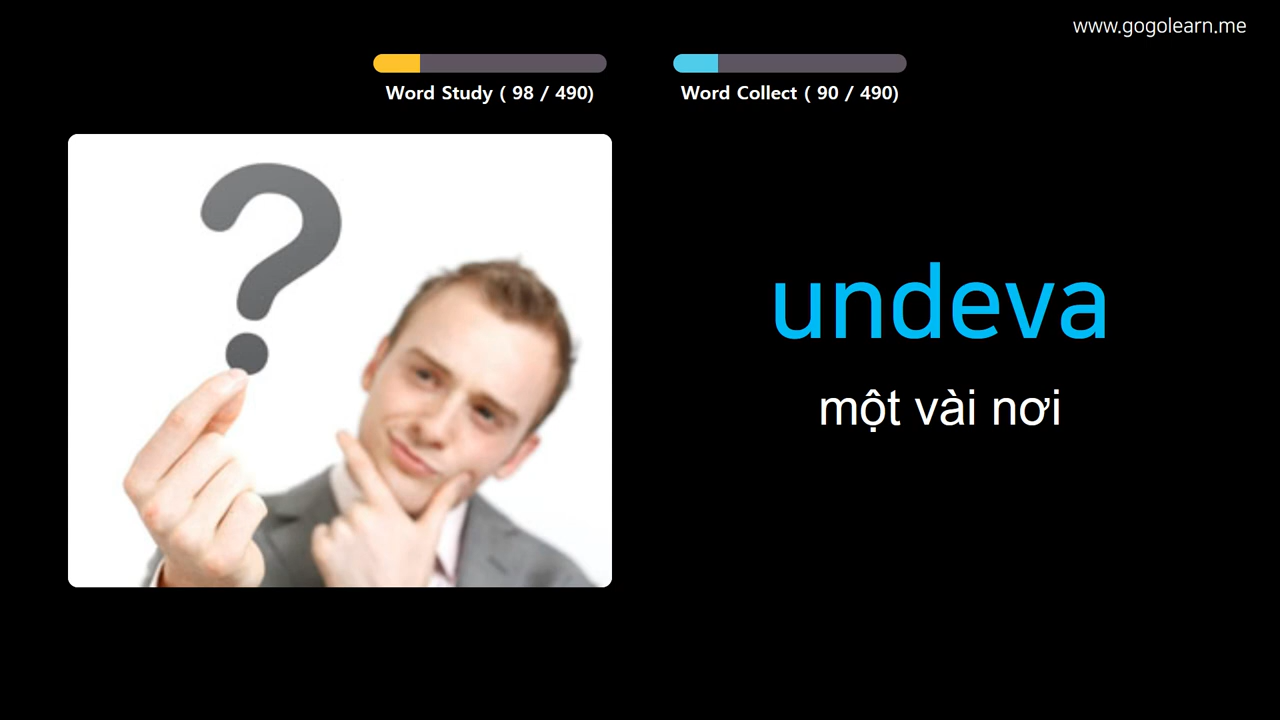 www.gogolearn.me
Word Study ( 98 / 490)
Word Collect ( 90 / 490)
?
undeva
một vài nơi